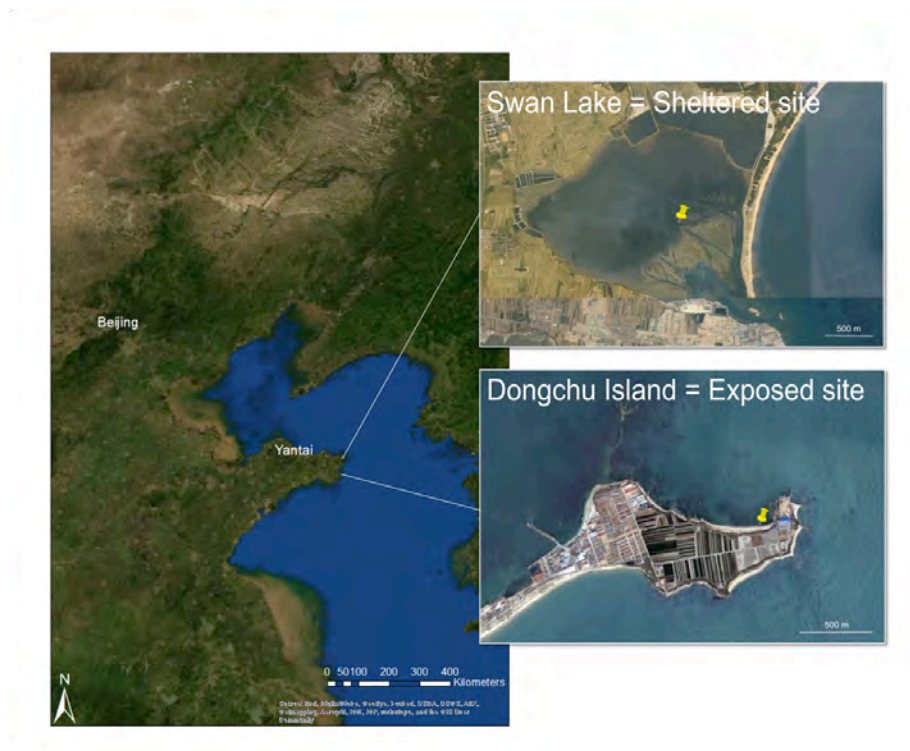 Swan Lake = Sheltered site
500 m
Beijing
Dongchu Island = Exposed site
Yantai
500 m
N
0 50 100 200 300 400
Kilometers